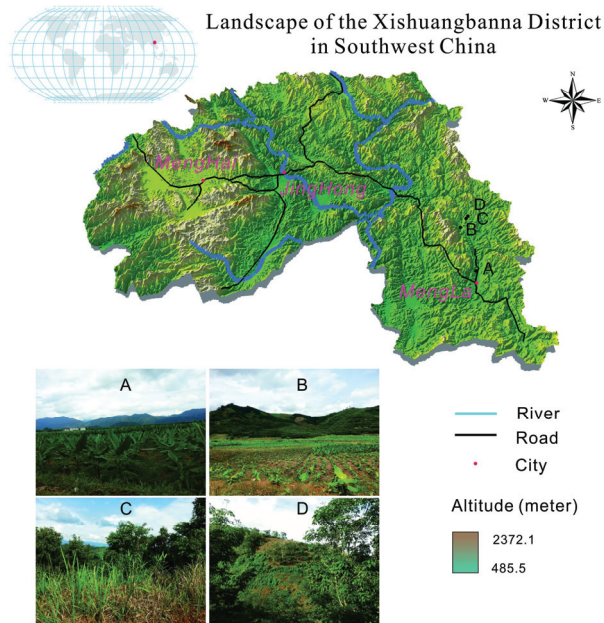 Landscape of the Xishuangbanna District
in Southwest China
N
W E
S
MengHai
JingHong
D
C
B
A
MengLa
A B
C D
River
Road
City
Altitude (meter)
2372.1
485.5